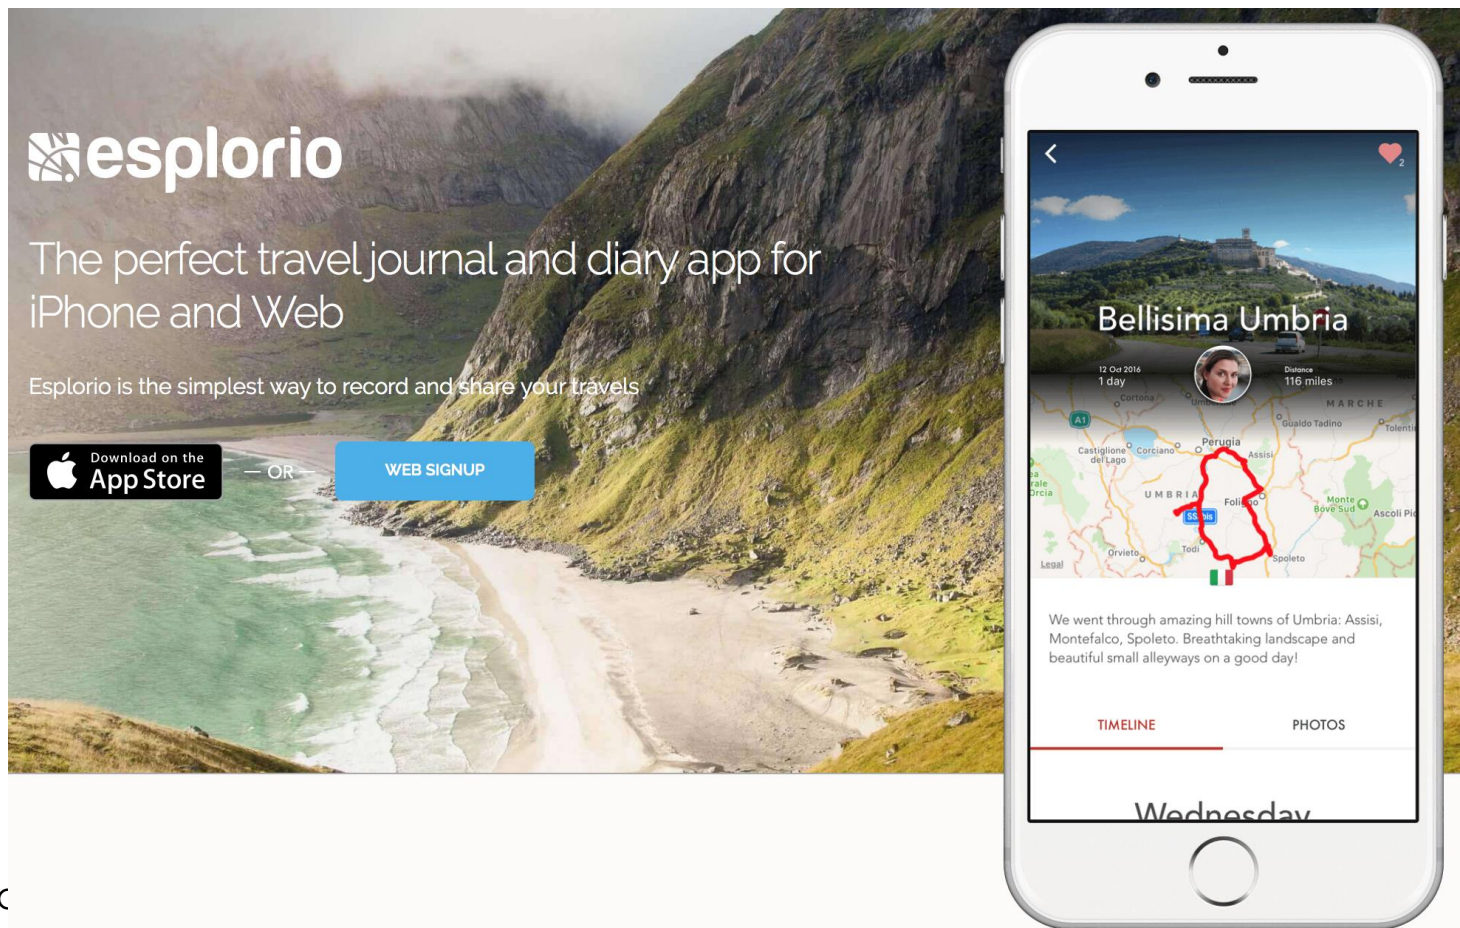 esplorio
The perfect travel journal and diary app for
iPhone and Web
Esplorio is the simplest way to record and share your travels
Download on the
App Store
— OR —
WEB SIGNUP
2
Bellisima Umbria
12 Oct 2016
1 day
Distance
116 miles
Cortona
MARCHE
A1
Gualdo Tadino
Perugia
Castiglione
del Lago
Corciano
Assisi
UMBRIA
Monte
Bove Sud
Ascoli Pi
Orvieto
Todi
Spoleto
Legal
We went through amazing hill towns of Umbria: Assisi,
Montefalco, Spoleto. Breathtaking landscape and
beautiful small alleyways on a good day!
TIMELINE
PHOTOS
Wednesday